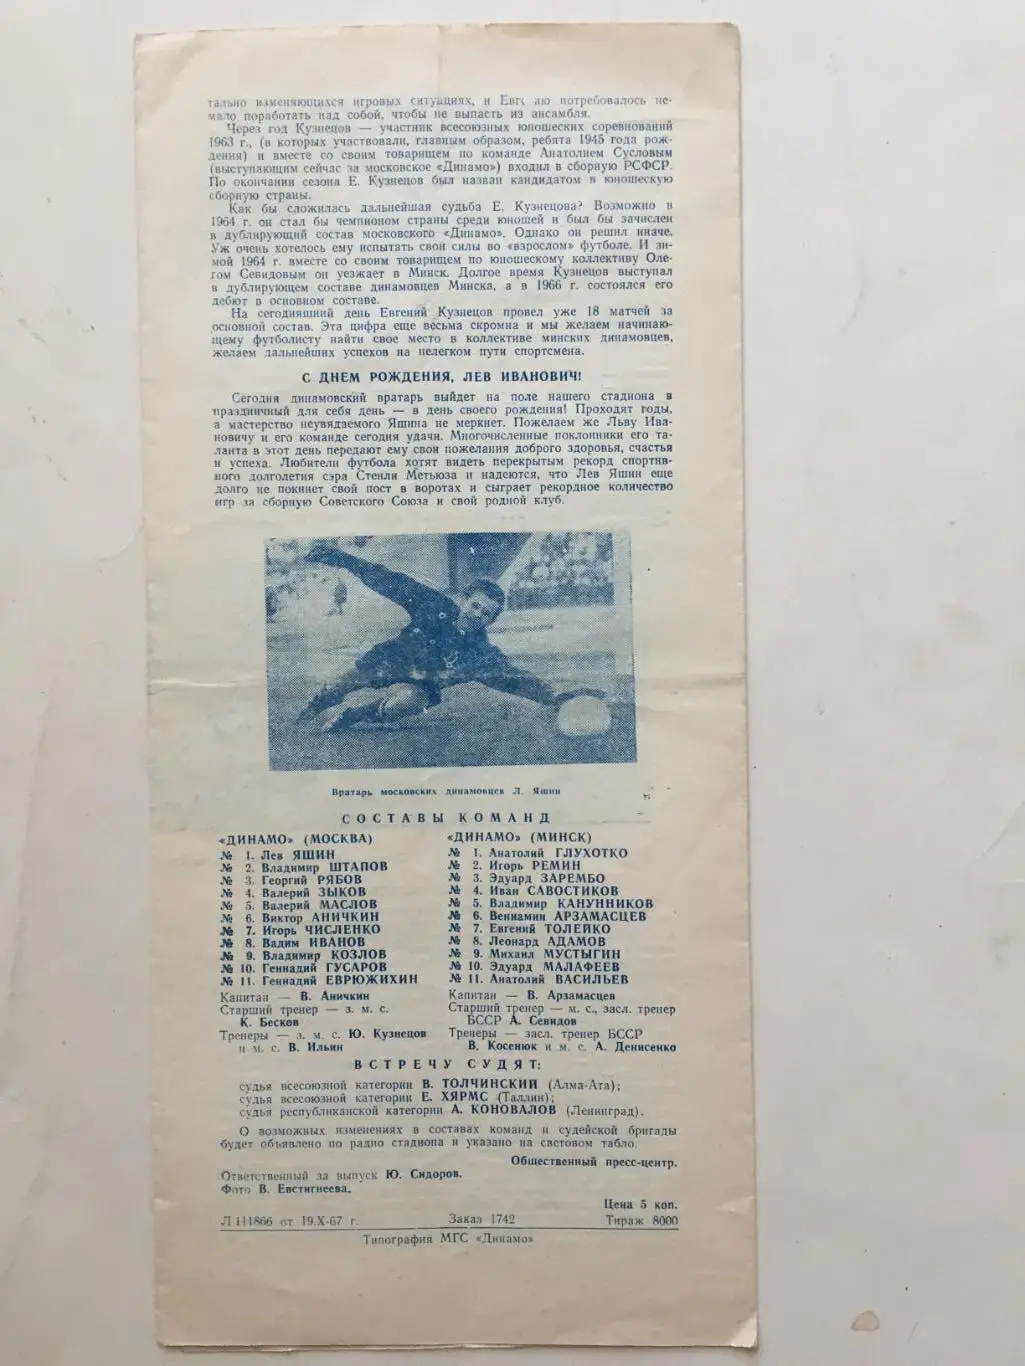 тально изменяющихся игровых ситуациях, и Евг ию потребовалось не-
мало поработать над собой, чтобы не выпасть из ансамбля.
Через год Кузнецов — участник всесоюзных юношеских соревнований
1963 г., (в которых участвовали, главным образом, ребята 1945 года рож-
дения) и вместе со своим товарищем по команде Анатолием Сусловым
(выступающим сейчас за московское «Динамо») входил в сборную РСФСР.
По окончании сезона Е. Кузнецов был назван кандидатом в юношескую
сборную страны.
Как бы сложилась дальнейшая судьба Е. Кузнецова? Возможно в
1964 г. он стал бы чемпионом страны среди юношей и был бы зачислен
в дублирующий состав московского «Динамо». Однако он решил иначе.
Уж очень хотелось ему испытать свои силы во «взрослом» футболе. И зи-
мой 1964 г. вместе со своим товарищем по юношескому коллективу Оле-
гом Севидовым он уезжает в Минск. Долгое время Кузнецов выступал
в дублирующем составе динамовцев Минска, а в 1966 г. состоялся его
дебют в основном составе.
На сегодняшний день Евгений Кузнецов провел уже 18 матчей за
основной состав. Эта цифра еще весьма скромна и мы желаем начинаю-
щему футболисту найти свое место в коллективе минских динамовцев,
желаем дальнейших успехов на нелегком пути спортсмена.
С ДНЕМ РОЖДЕНИЯ, ЛЕВ ИВАНОВИЧ!
Сегодня динамовский вратарь выйдет на поле нашего стадиона в
праздничный для себя день — в день своего рождения! Проходят годы,
а мастерство неувядаемого Яшина не меркнет. Пожелаем же Льву Ива-
новичу и его команде сегодня удачи. Многочисленные поклонники его та-
ланта в этот день передают ему свои пожелания доброго здоровья, счастья
и успеха. Любители футбола хотят видеть перекрытым рекорд спортив-
ного долголетия сэра Стенли Метьюза и надеются, что Лев Яшин еще
долго не покинет свой пост в воротах и сыграет рекордное количество
игр за сборную Советского Союза и свой родной клуб.
Вратарь московских динамовцев Л. Яшин
СОСТАВЫ КОМАНД
«ДИНАМО» (МОСКВА)
№ 1. Лев ЯШИН
№ 2. Владимир ШТАПОВ
№ 3. Георгий РЯБОВ
№ 4. Валерий ЗЫКОВ
№ 5. Валерий МАСЛОВ
№ 6. Виктор АНИЧКИН
№ 7. Игорь ЧИСЛЕНКО
№ 8. Вадим ИВАНОВ
№ 9. Владимир КОЗЛОВ
№ 10. Геннадий ГУСАРОВ
№ 11. Геннадий ЕВРЮЖИХИН
Капитан — В. Аничкин
Старший тренер — з. м. с.
К. Бесков
Тренеры — з. м. с. Ю. Кузнецов
и м. с. В. Ильин
«ДИНАМО» (МИНСК)
№ 1. Анатолий ГЛУХОТКО
№ 2. Игорь РЕМИН
№ 3. Эдуард ЗАРЕМБО
№ 4. Иван САВОСТИКОВ
№ 5. Владимир КАНУННИКОВ
№ 6. Вениамин АРЗАМАСЦЕВ
№ 7. Евгений ТОЛЕЙКО
№ 8. Леонард АДАМОВ
№ 9. Михаил МУСТЫГИН
№ 10. Эдуард МАЛАФЕЕВ
№ 11. Анатолий ВАСИЛЬЕВ
Капитан — В. Арзамасцев
Старший тренер — м. с., засл. тренер
БССР А. Севидов
Тренеры — засл. тренер БССР
В. Косенюк и м. с. А. Денисенко
ВСТРЕЧУ СУДЯТ:
судья всесоюзной категории В. ТОЛЧИНСКИЙ (Алма-Ата);
судья всесоюзной категории Е. ХЯРМС (Таллин);
судья республиканской категории А. КОНОВАЛОВ (Ленинград).
О возможных изменениях в составах команд и судейской бригады
будет объявлено по радио стадиона и указано на световом табло.
Общественный пресс-центр.
Ответственный за выпуск Ю. Сидоров.
Фото В. Евстигнеева.
Цена 5 коп.
Л 111866 от 19.X-67 г. Заказ 1742 Тираж 8000
Типография МГС «Динамо»